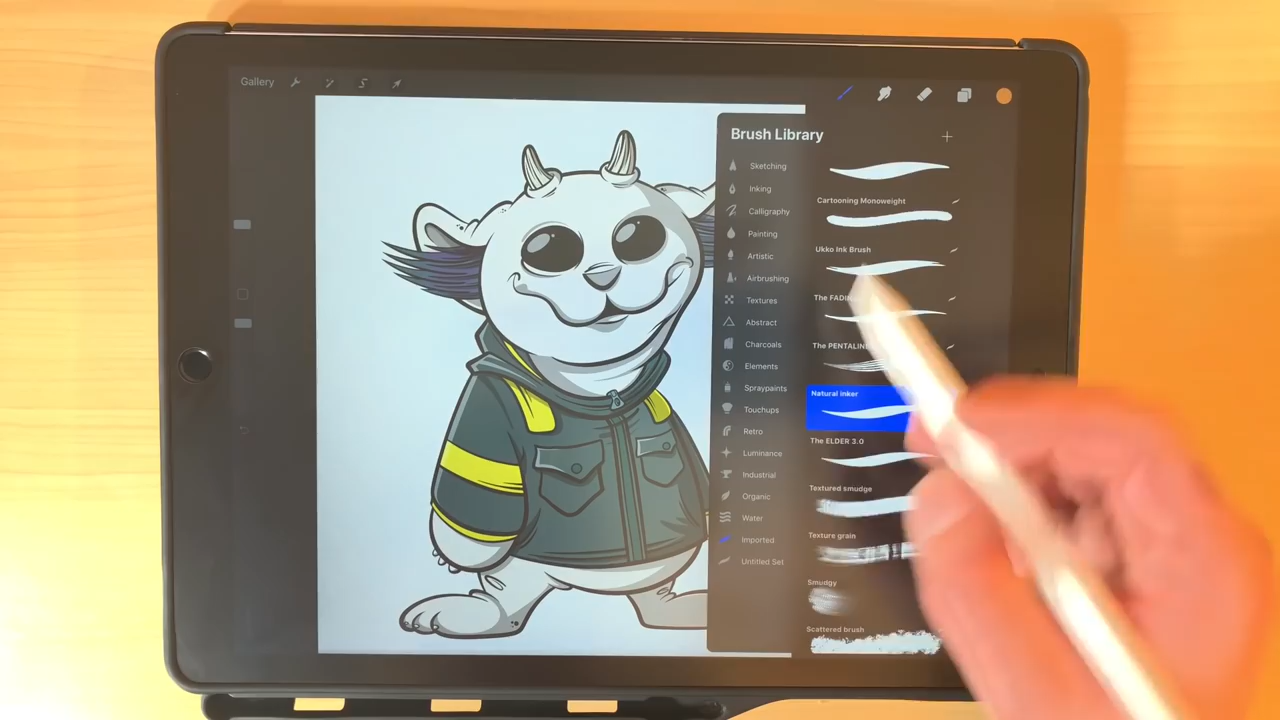 Gallery
Brush Library
Sketching
Inking
Calligraphy
Painting
Artistic
Airbrushing
Textures
Abstract
Charcoals
Elements
Spraypaints
Touchups
Retro
Luminance
Industrial
Organic
Water
Imported
Untitled Set
Cartooning Monoweight
Ukko Ink Brush
The
The
Natural inker
The ELDER 3.0
Textured smudge
Texture grain
Smudgy
Scattered brush